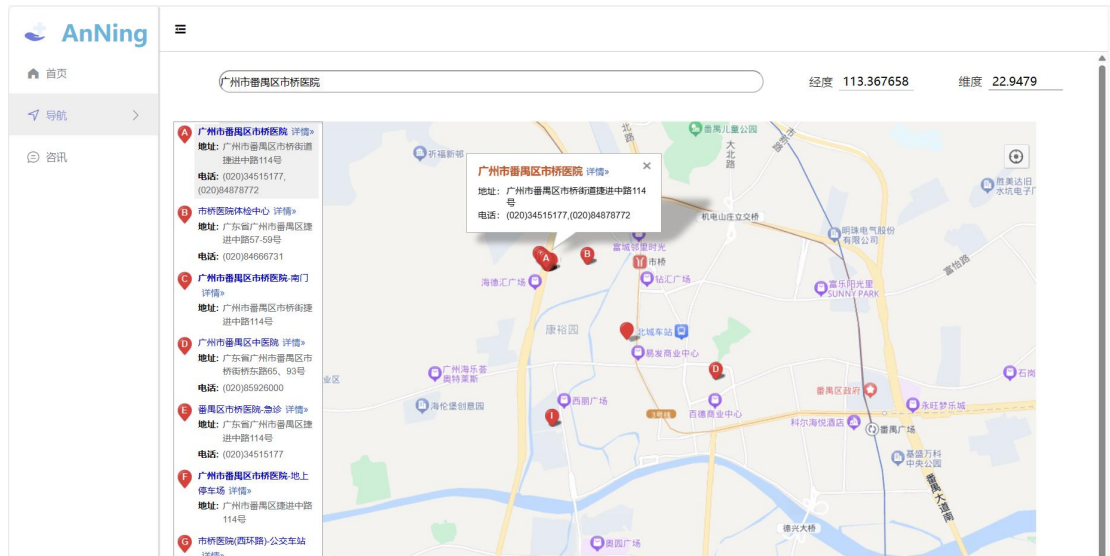 AnNing
首页
导航
咨讯
广州市番禺区市桥医院
经度 113.367658 维度 22.9479
A 广州市番禺区市桥医院 详情»
地址: 广州市番禺区市桥街道
捷进中路114号
电话: (020)34515177,
(020)84878772
B 市桥医院体检中心 详情»
地址: 广东省广州市番禺区捷
进中路57-59号
电话: (020)84666731
C 广州市番禺区市桥医院-南门
详情»
地址: 广州市番禺区市桥街捷
进中路114号
D 广州市番禺区中医院 详情»
地址: 广东省广州市番禺区市
桥街桥东路65、93号
电话: (020)85926000
E 番禺区市桥医院-急诊 详情»
地址: 广东省广州市番禺区捷
进中路114号
电话: (020)34515177
F 广州市番禺区市桥医院-地上
停车场 详情»
地址: 广州市番禺区捷进中路
114号
G 市桥医院(西环路)-公交车站
详情»
广州市番禺区市桥医院 详情»
地址: 广州市番禺区市桥街道捷进中路114
号
电话: (020)34515177,(020)84878772
祈福新邨
北
路
番禺儿童公园
大
北
路
市
新
路
胜美达旧
水坑电子厂
机电山庄立交桥
明珠电气股份
有限公司
富怡路
A
B
富城邻里时光
市桥
海德汇广场
钻汇广场
富乐阳光里
SUNNY PARK
康裕园
北城车站
易发商业中心
D
广州海乐荟
奥特莱斯
业区
石岗
番禺区政府
海伦堡创意园
西丽广场
I
3号线
百德商业中心
永旺梦乐城
科尔海悦酒店
番禺广场
基盛万科
中央公园
番
禺
大
道
南
德兴大桥
奥园广场